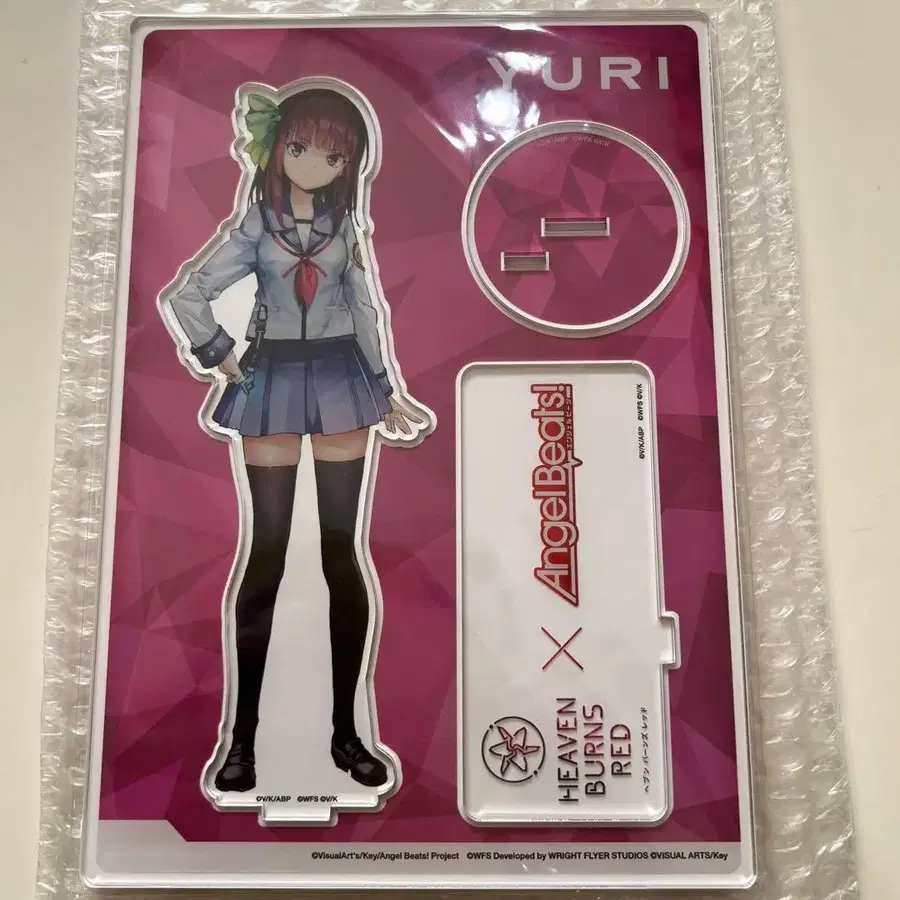 YURI
©V/K/ABP ©WFS ©V/K
Angel Beats!
エンジェルビーツ
©V/K/ABP ©WFS ©V/K
×
HEAVEN
BURNS
RED
ヘブンバーンズレッド
©V/K/ABP ©WFS ©V/K
©VisualArt's/Key/Angel Beats! Project ©WFS Developed by WRIGHT FLYER STUDIOS ©VISUAL ARTS/Key